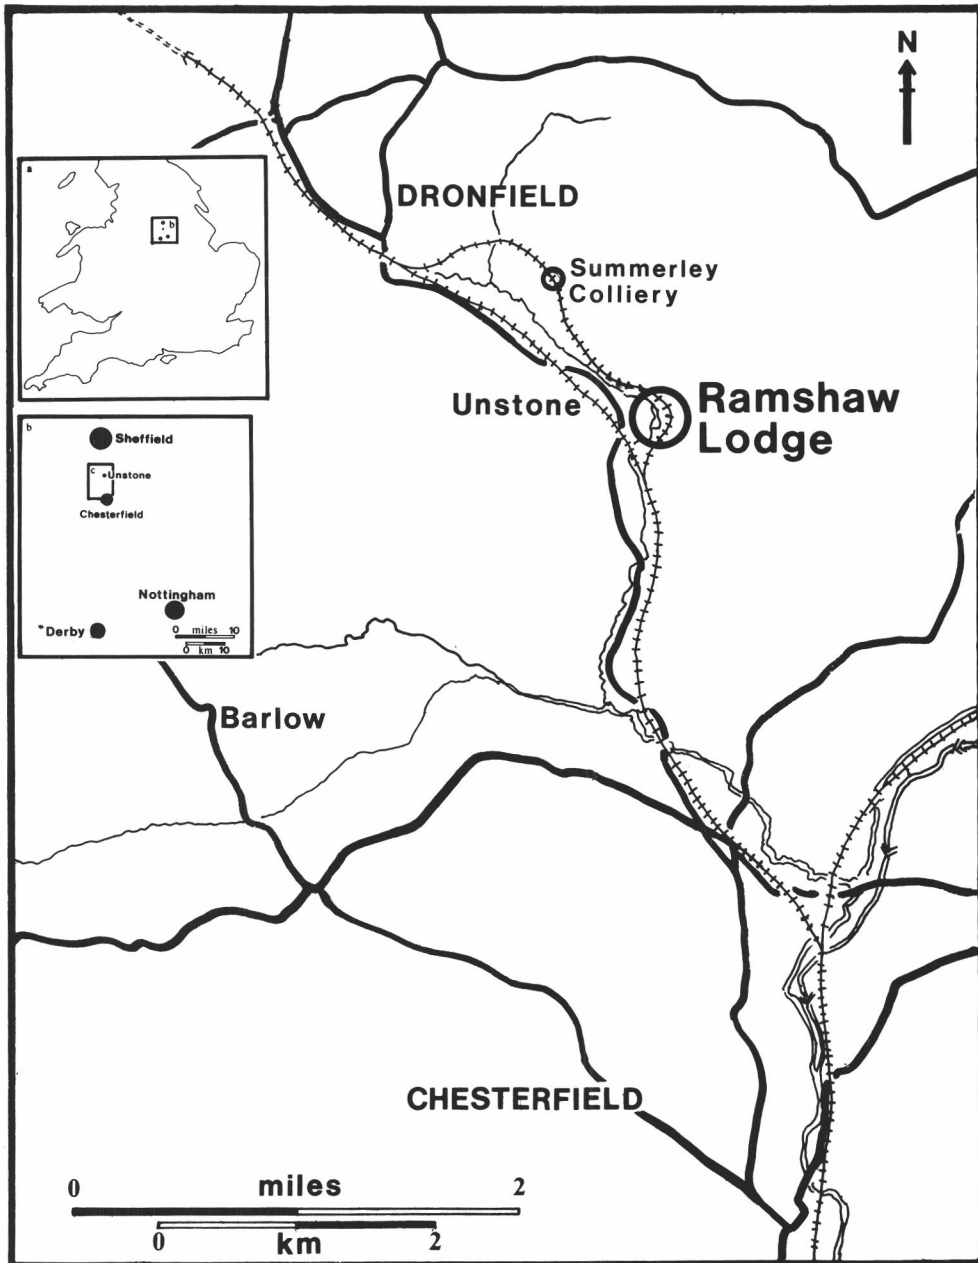 N
DRONFIELD
a
b
Summerley
Colliery
Unstone
Ramshaw
Lodge
b
Sheffield
c
Unstone
Chesterfield
Nottingham
Derby
0 miles 10
0 km 10
Barlow
CHESTERFIELD
0 miles 2
0 km 2